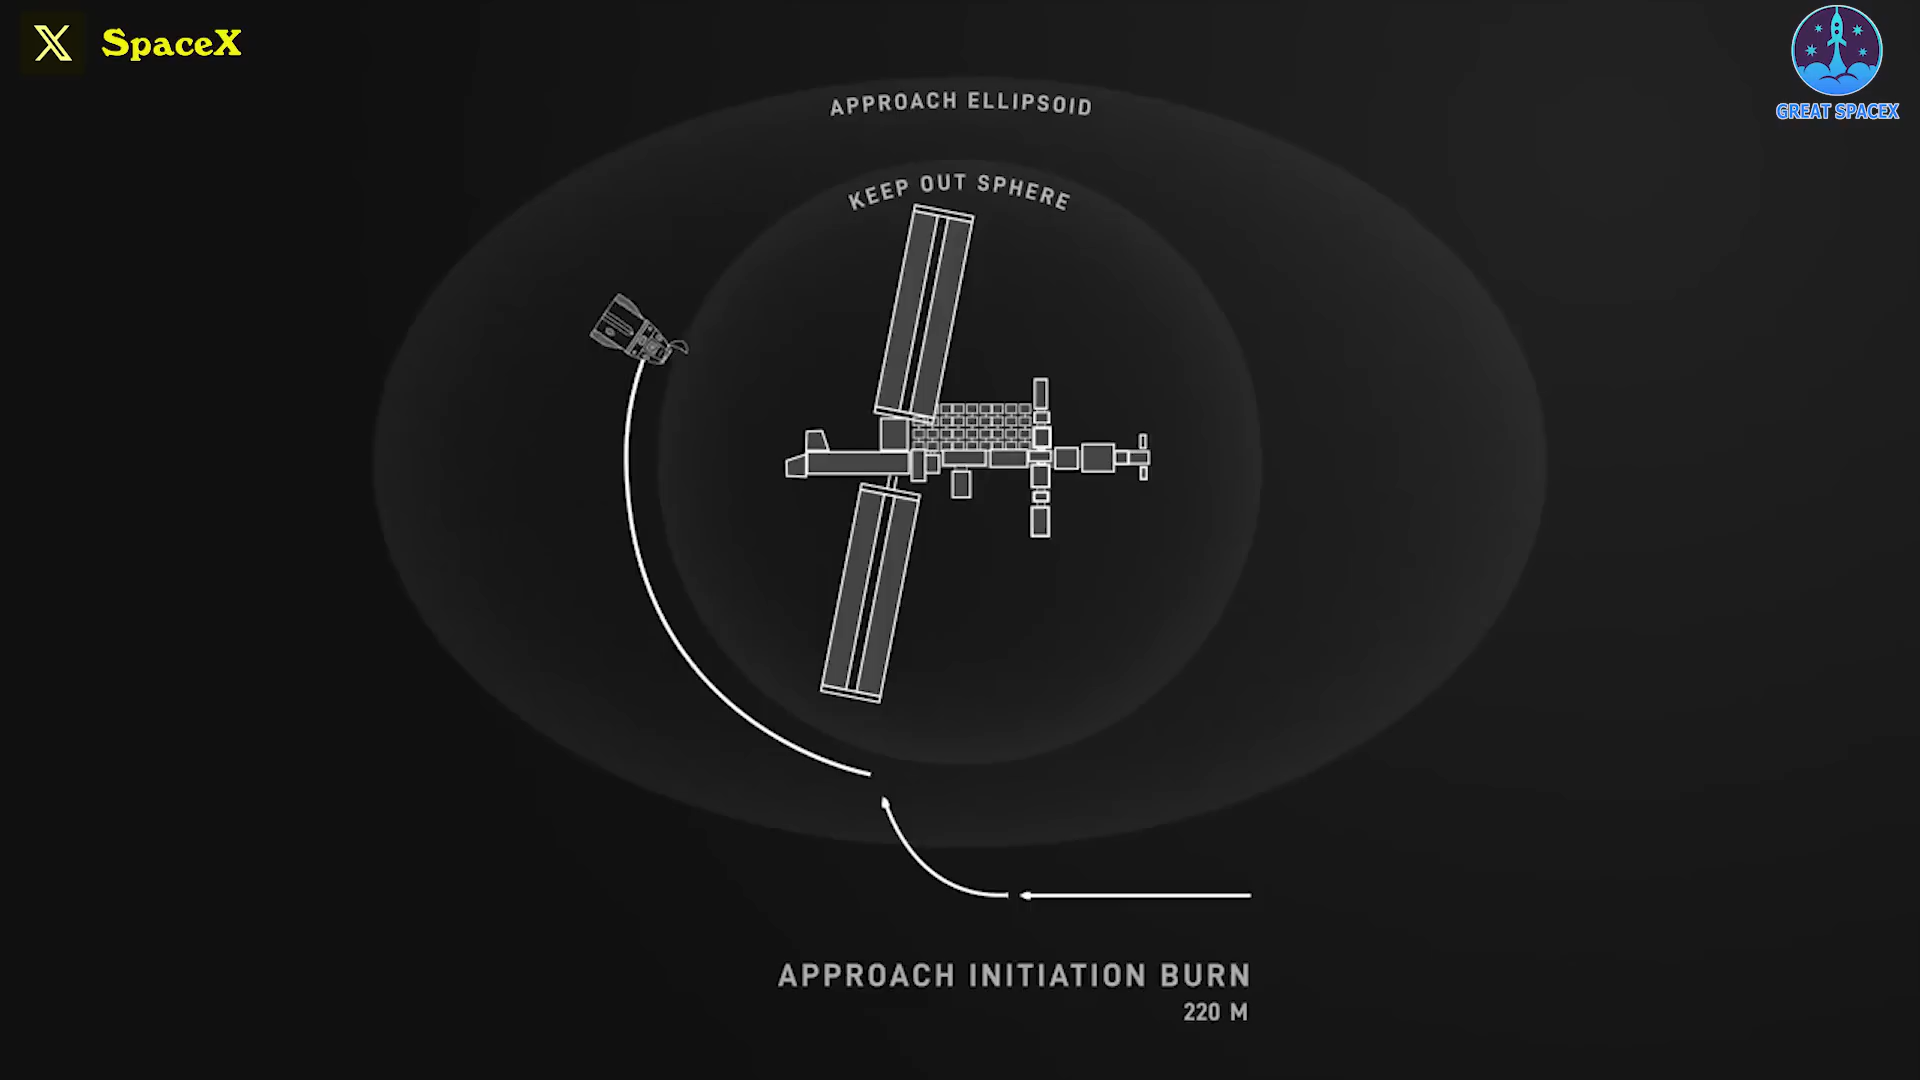 SpaceX
GREAT SPACEX
APPROACH ELLIPSOID
KEEP OUT SPHERE
APPROACH INITIATION BURN
220 M